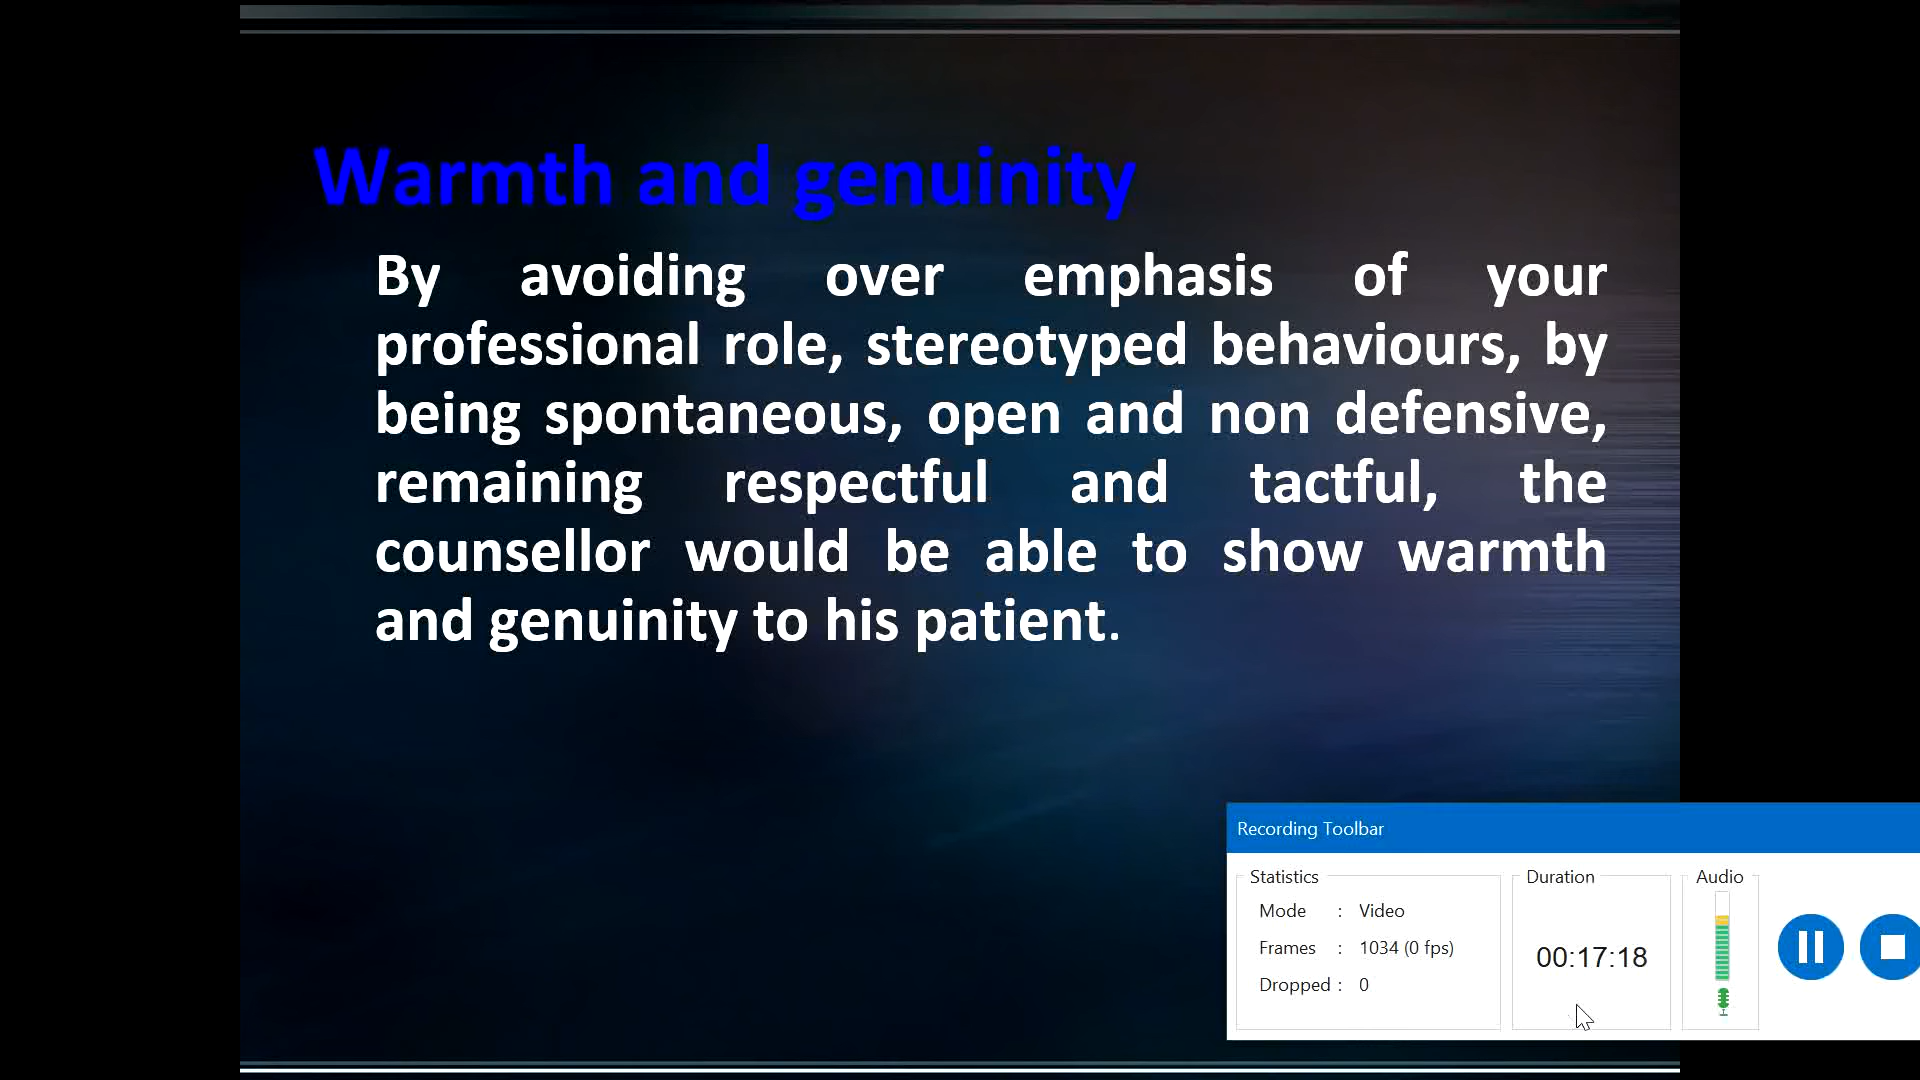 Warmth and genuinity
By avoiding over emphasis of your
professional role, stereotyped behaviours, by
being spontaneous, open and non defensive,
remaining respectful and tactful, the
counsellor would be able to show warmth
and genuinity to his patient.
Recording Toolbar
Statistics
Mode : Video
Frames : 1034 (0 fps)
Dropped : 0
Duration
00:17:18
Audio